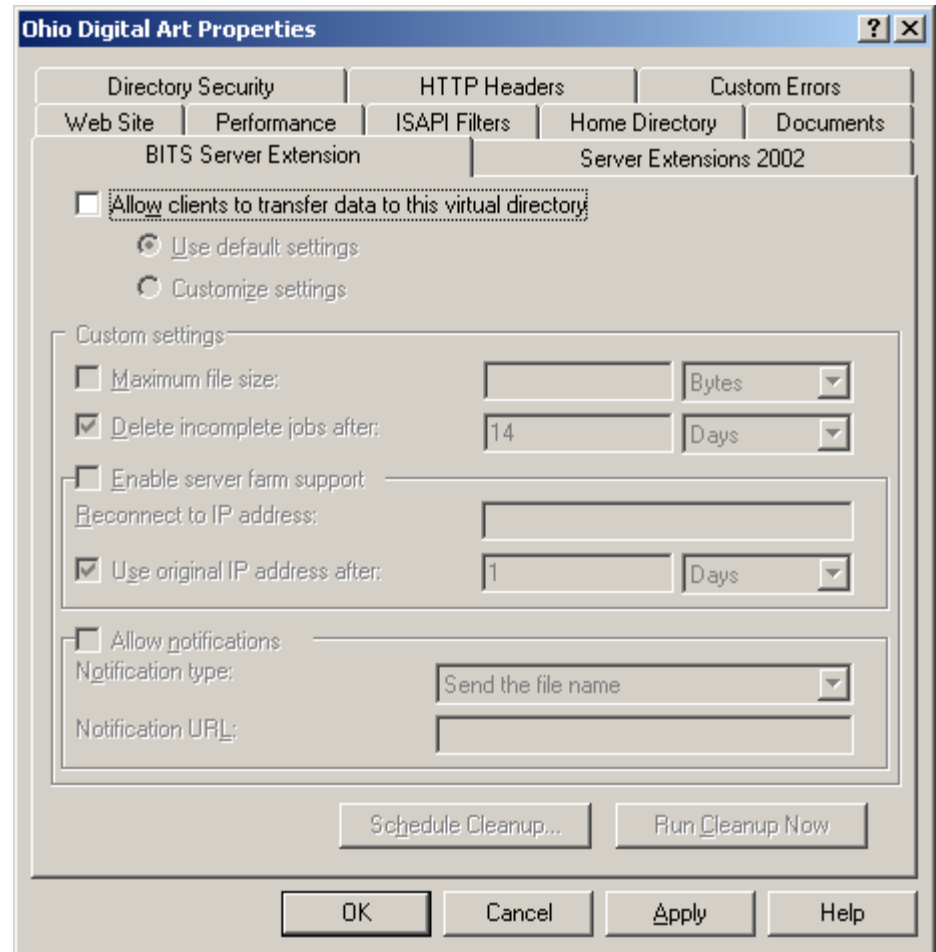 Ohio Digital Art Properties
Directory Security HTTP Headers Custom Errors
Web Site Performance ISAPI Filters Home Directory Documents
BITS Server Extension Server Extensions 2002
Allow clients to transfer data to this virtual directory
Use default settings
Customize settings
Custom settings
Maximum file size: Bytes
Delete incomplete jobs after: 14 Days
Enable server farm support
Reconnect to IP address:
Use original IP address after: 1 Days
Allow notifications
Notification type: Send the file name
Notification URL:
Schedule Cleanup... Run Cleanup Now
OK Cancel Apply Help